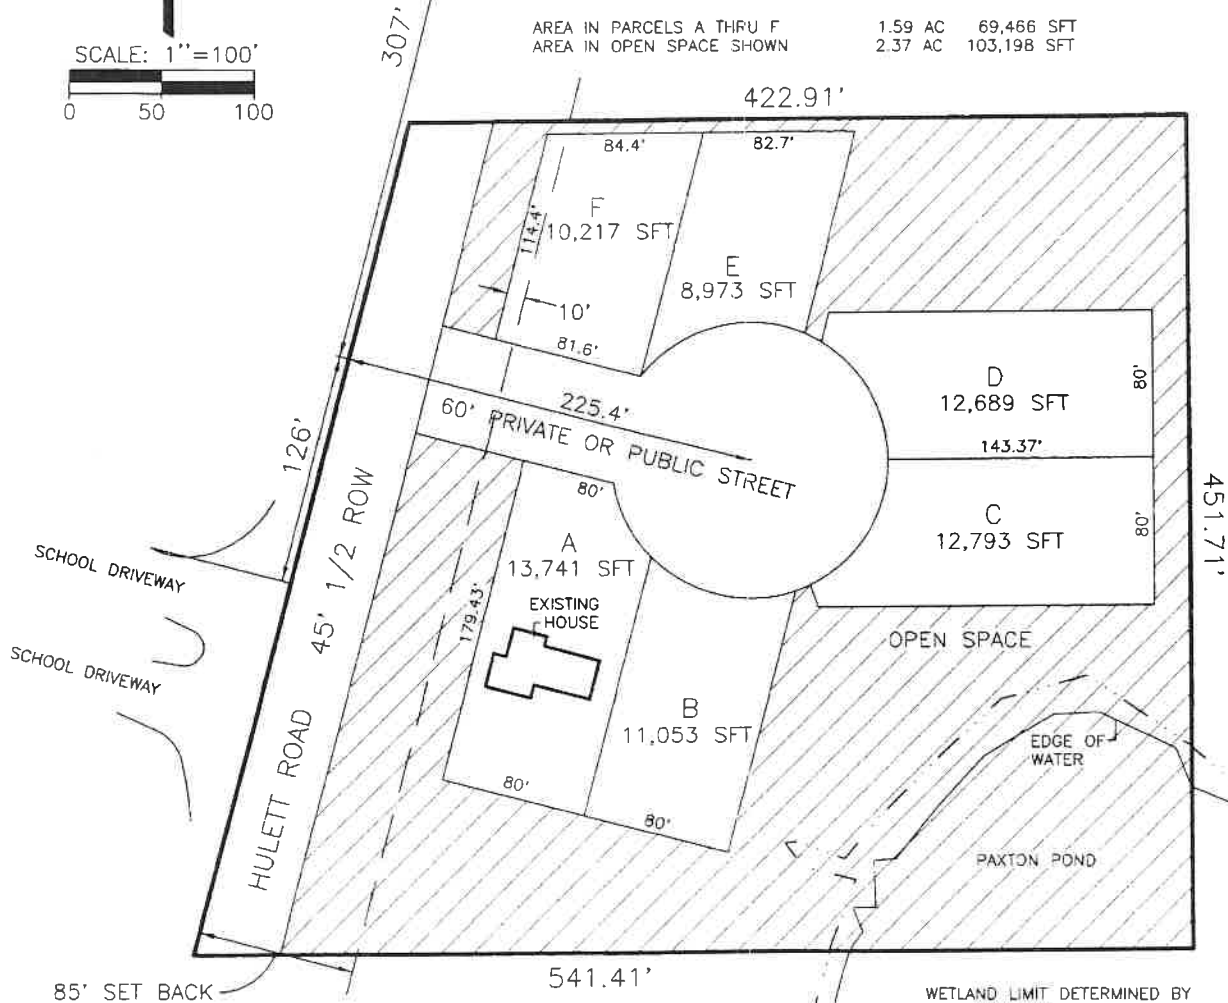 AREA IN PARCELS A THRU F 1.59 AC 69,466 SFT
AREA IN OPEN SPACE SHOWN 2.37 AC 103,198 SFT
SCALE: 1''=100'
0 50 100
307'
422.91'
84.4'
82.7'
F
10,217 SFT
114.4'
E
8,973 SFT
10'
81.6'
D
12,689 SFT
80'
143.37'
225.4'
60' PRIVATE OR PUBLIC STREET
126'
80'
C
12,793 SFT
80'
451.71'
A
13,741 SFT
179.43'
EXISTING
HOUSE
SCHOOL DRIVEWAY
SCHOOL DRIVEWAY
HULETT ROAD 45' 1/2 ROW
OPEN SPACE
B
11,053 SFT
EDGE OF
WATER
80'
80'
PAXTON POND
541.41'
85' SET BACK
WETLAND LIMIT DETERMINED BY